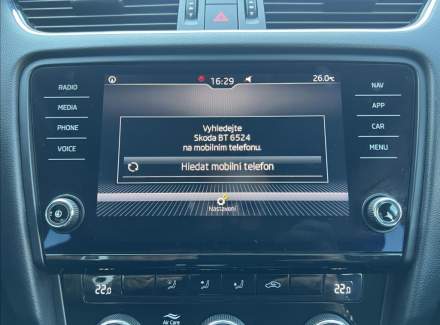 16:29 26.0°C
RADIO
MEDIA
PHONE
VOICE
Vyhledejte
Skoda BT 6524
na mobilním telefonu.
Hledat mobilní telefon
Nastavení
NAV
APP
CAR
MENU
22.0 22.0
Air Care